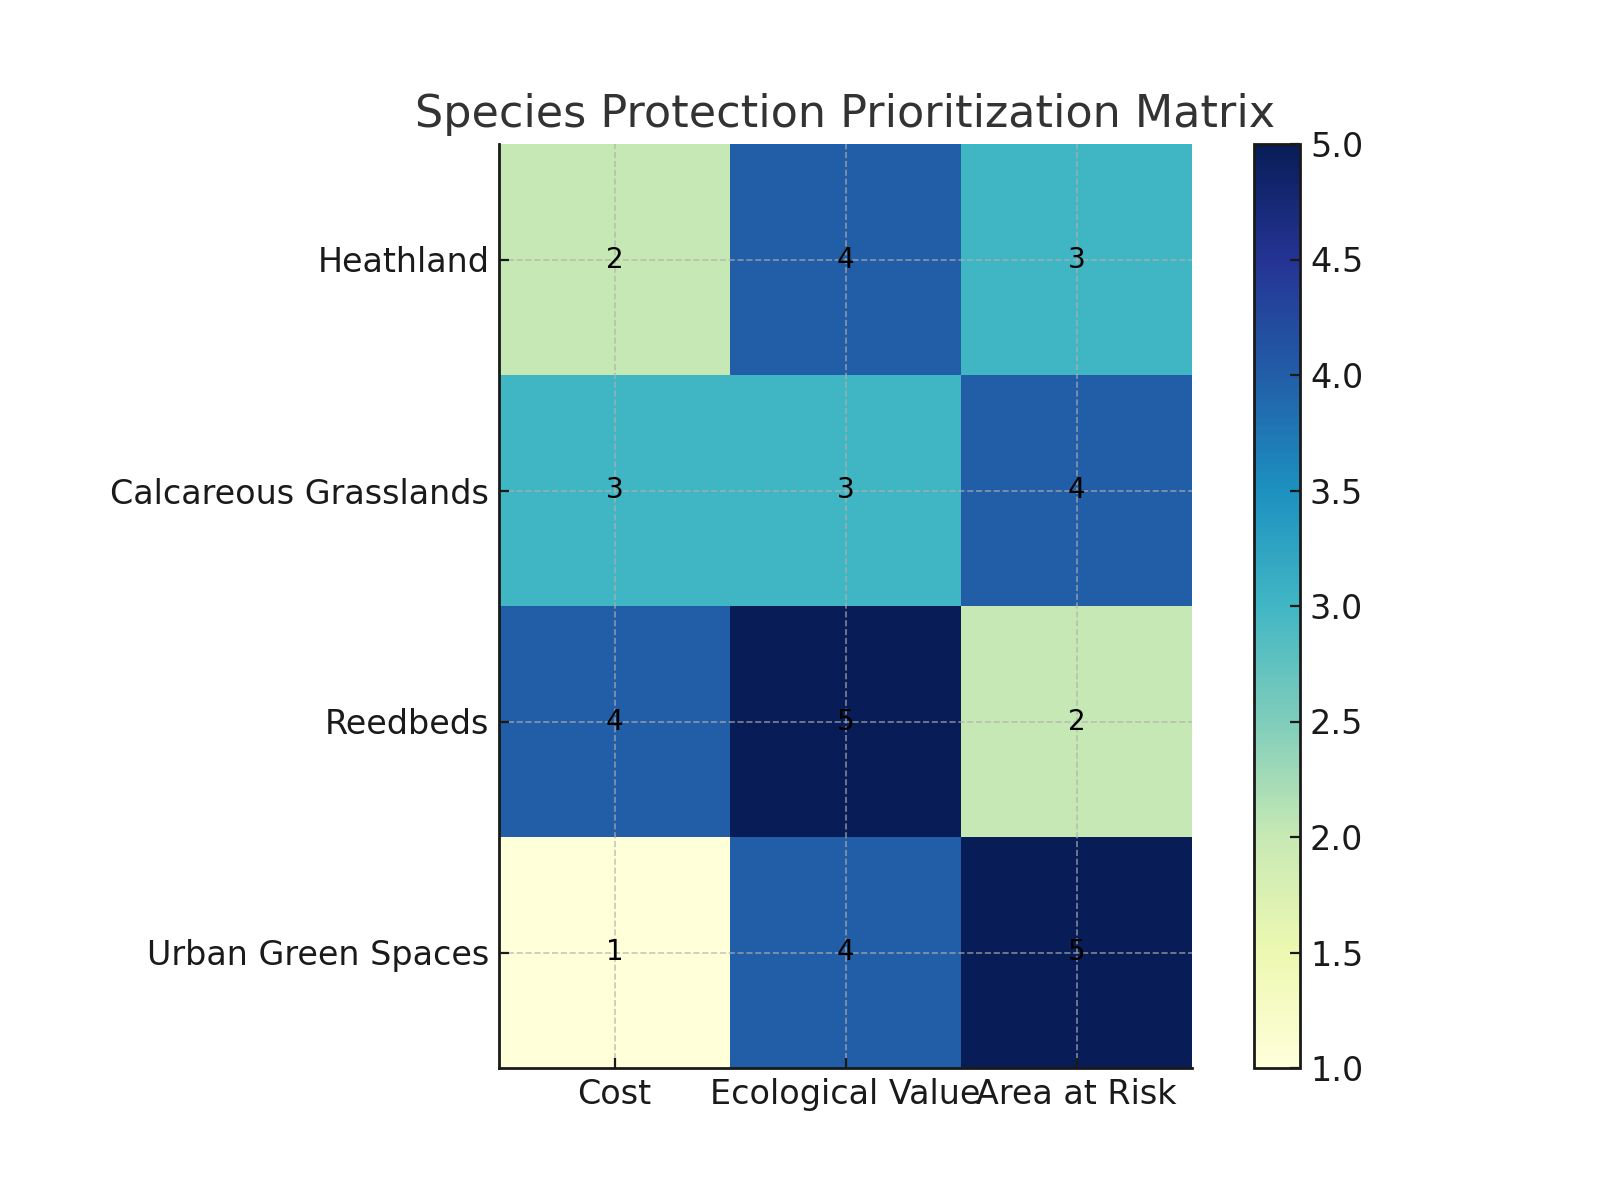 Species Protection Prioritization Matrix
5.0
Heathland 2 4 3 4.5
4.0
Calcareous Grasslands 3 3 4 3.5
3.0
2.5
Reedbeds 4 5 2
2.0
Urban Green Spaces 1 4 5 1.5
1.0
Cost Ecological Value Area at Risk